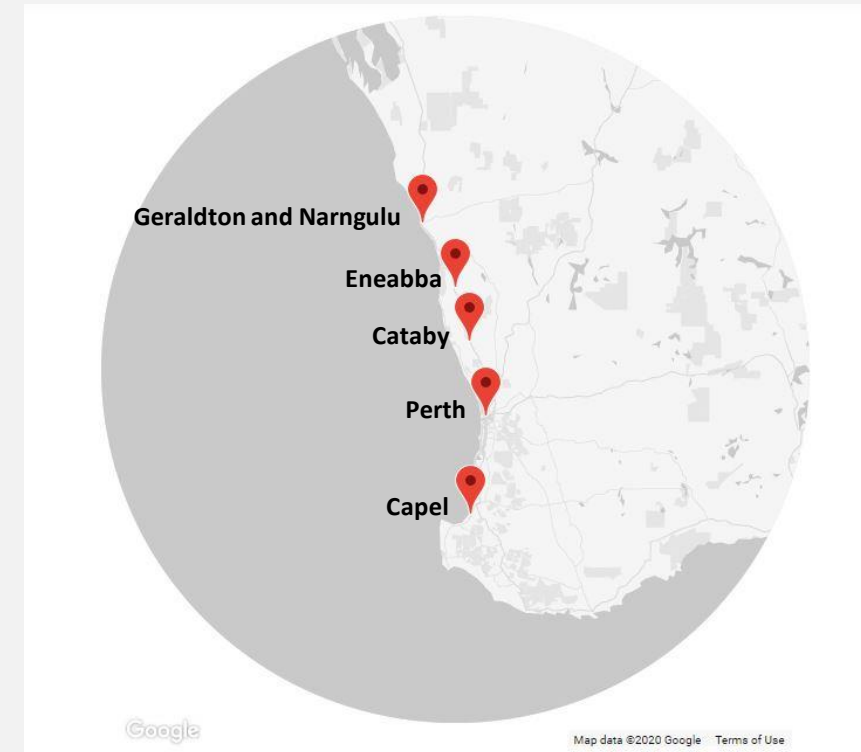 Geraldton and Narngulu
Eneabba
Cataby
Perth
Capel
Google
Map data ©2020 Google Terms of Use